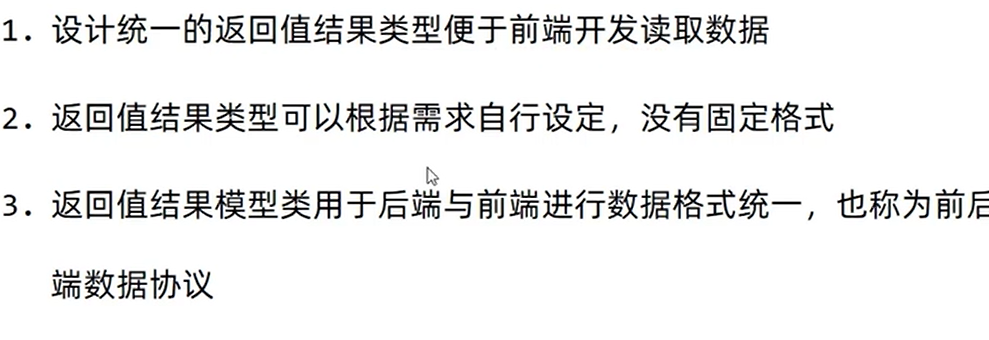 1. 设计统一的返回值结果类型便于前端开发读取数据
2. 返回值结果类型可以根据需求自行设定，没有固定格式
3. 返回值结果模型类用于后端与前端进行数据格式统一，也称为前后
端数据协议